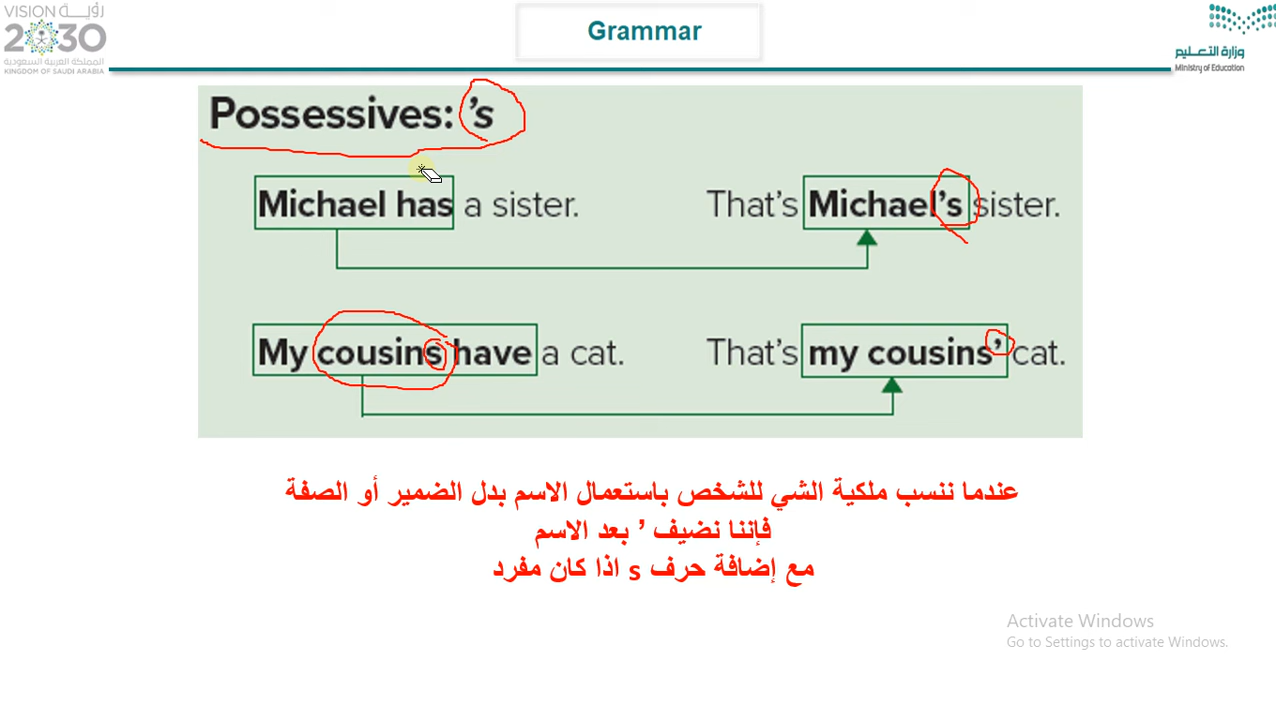 VISION رؤيـــة
2030
المملكة العربية السعودية
KINGDOM OF SAUDI ARABIA
Grammar
وزارة التعـليم
Ministry of Education
Possessives: ’s
Michael has a sister. That’s Michael’s sister.
My cousins have a cat. That’s my cousins’ cat.
عندما ننسب ملكية الشي للشخص باستعمال الاسم بدل الضمير أو الصفة
فإننا نضيف ’ بعد الاسم
مع إضافة حرف s اذا كان مفرد
Activate Windows
Go to Settings to activate Windows.